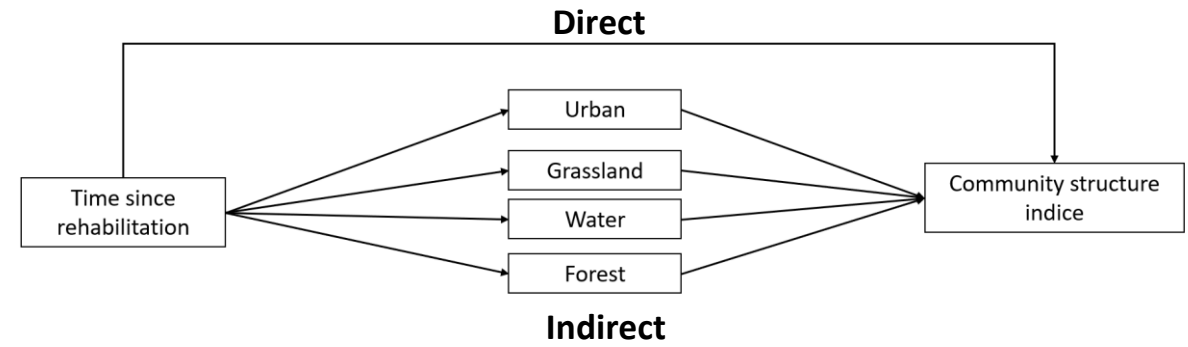 Direct
Urban
Grassland
Time since
rehabilitation
Water
Forest
Community structure
indice
Indirect